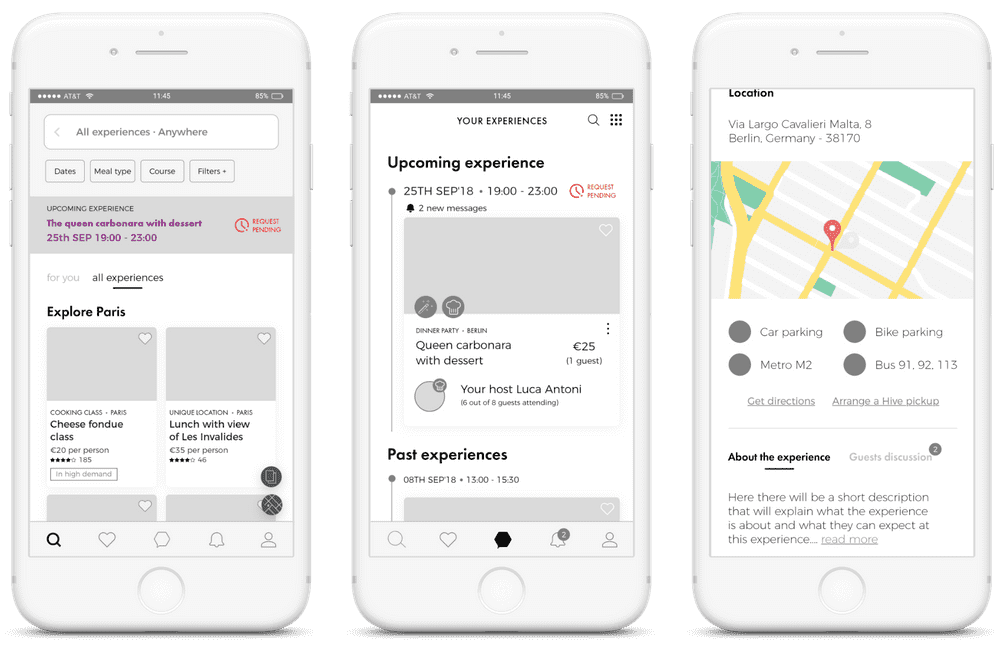 AT&T 11:45 85%
All experiences · Anywhere
Dates Meal type Course Filters +
UPCOMING EXPERIENCE
The queen carbonara with dessert
25th SEP 19:00 - 23:00
REQUEST
PENDING
for you all experiences
Explore Paris
COOKING CLASS • PARIS
Cheese fondue
class
€20 per person
185
In high demand
UNIQUE LOCATION • PARIS
Lunch with view
of Les Invalides
€35 per person
46
AT&T 11:45 85%
YOUR EXPERIENCES
Upcoming experience
25TH SEP'18 • 19:00 - 23:00
REQUEST
PENDING
2 new messages
DINNER PARTY • BERLIN
Queen carbonara
with dessert
€25
(1 guest)
Your host Luca Antoni
(6 out of 8 guests attending)
Past experiences
08TH SEP'18 • 13:00 - 15:30
2
Location
Via Largo Cavalieri Malta, 8
Berlin, Germany - 38170
Car parking Bike parking
Metro M2 Bus 91, 92, 113
Get directions Arrange a Hive pickup
About the experience Guests discussion 2
Here there will be a short description
that will explain what the experience
is about and what they can expect at
this experience.... read more